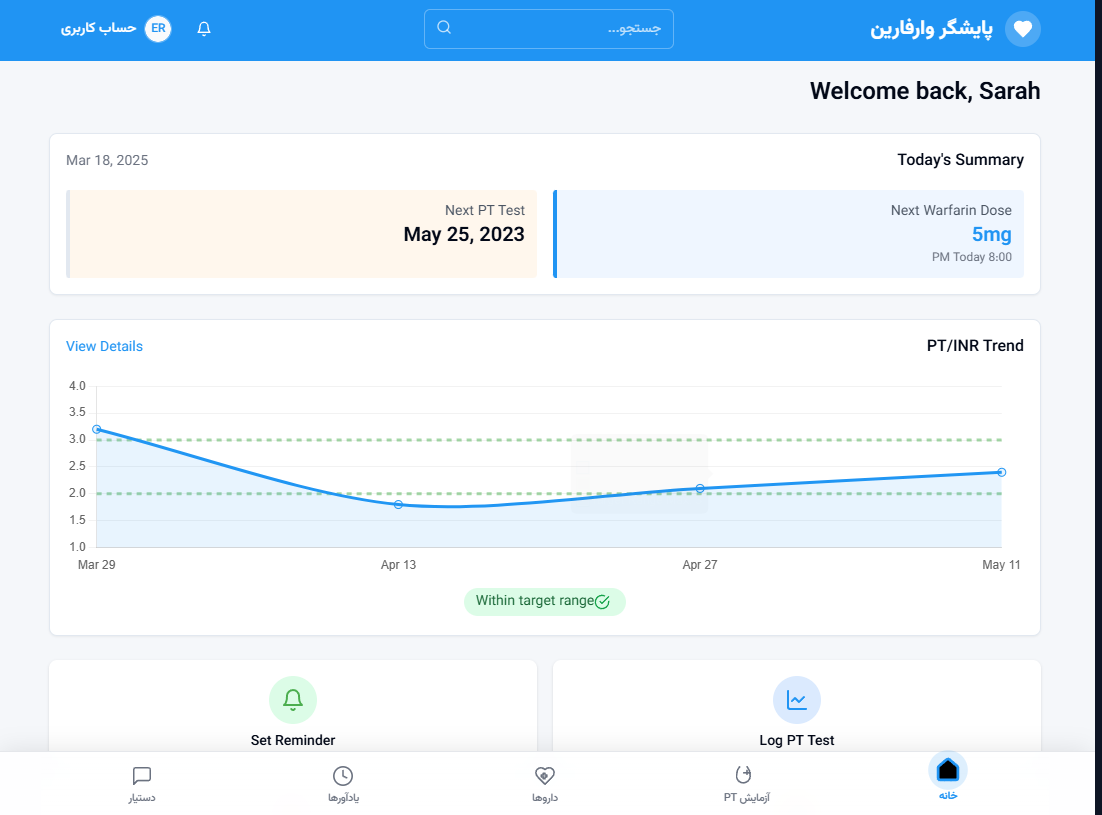 پایشگر وارفارین
جستجو...
ER
حساب کاربری
Welcome back, Sarah
Today's Summary
Mar 18, 2025
Next Warfarin Dose
5mg
PM Today 8:00
Next PT Test
May 25, 2023
PT/INR Trend
View Details
4.0
3.5
3.0
2.5
2.0
1.5
1.0
Mar 29
Apr 13
Apr 27
May 11
Within target range
Log PT Test
Set Reminder
خانه
آزمایش PT
داروها
یادآورها
دستیار